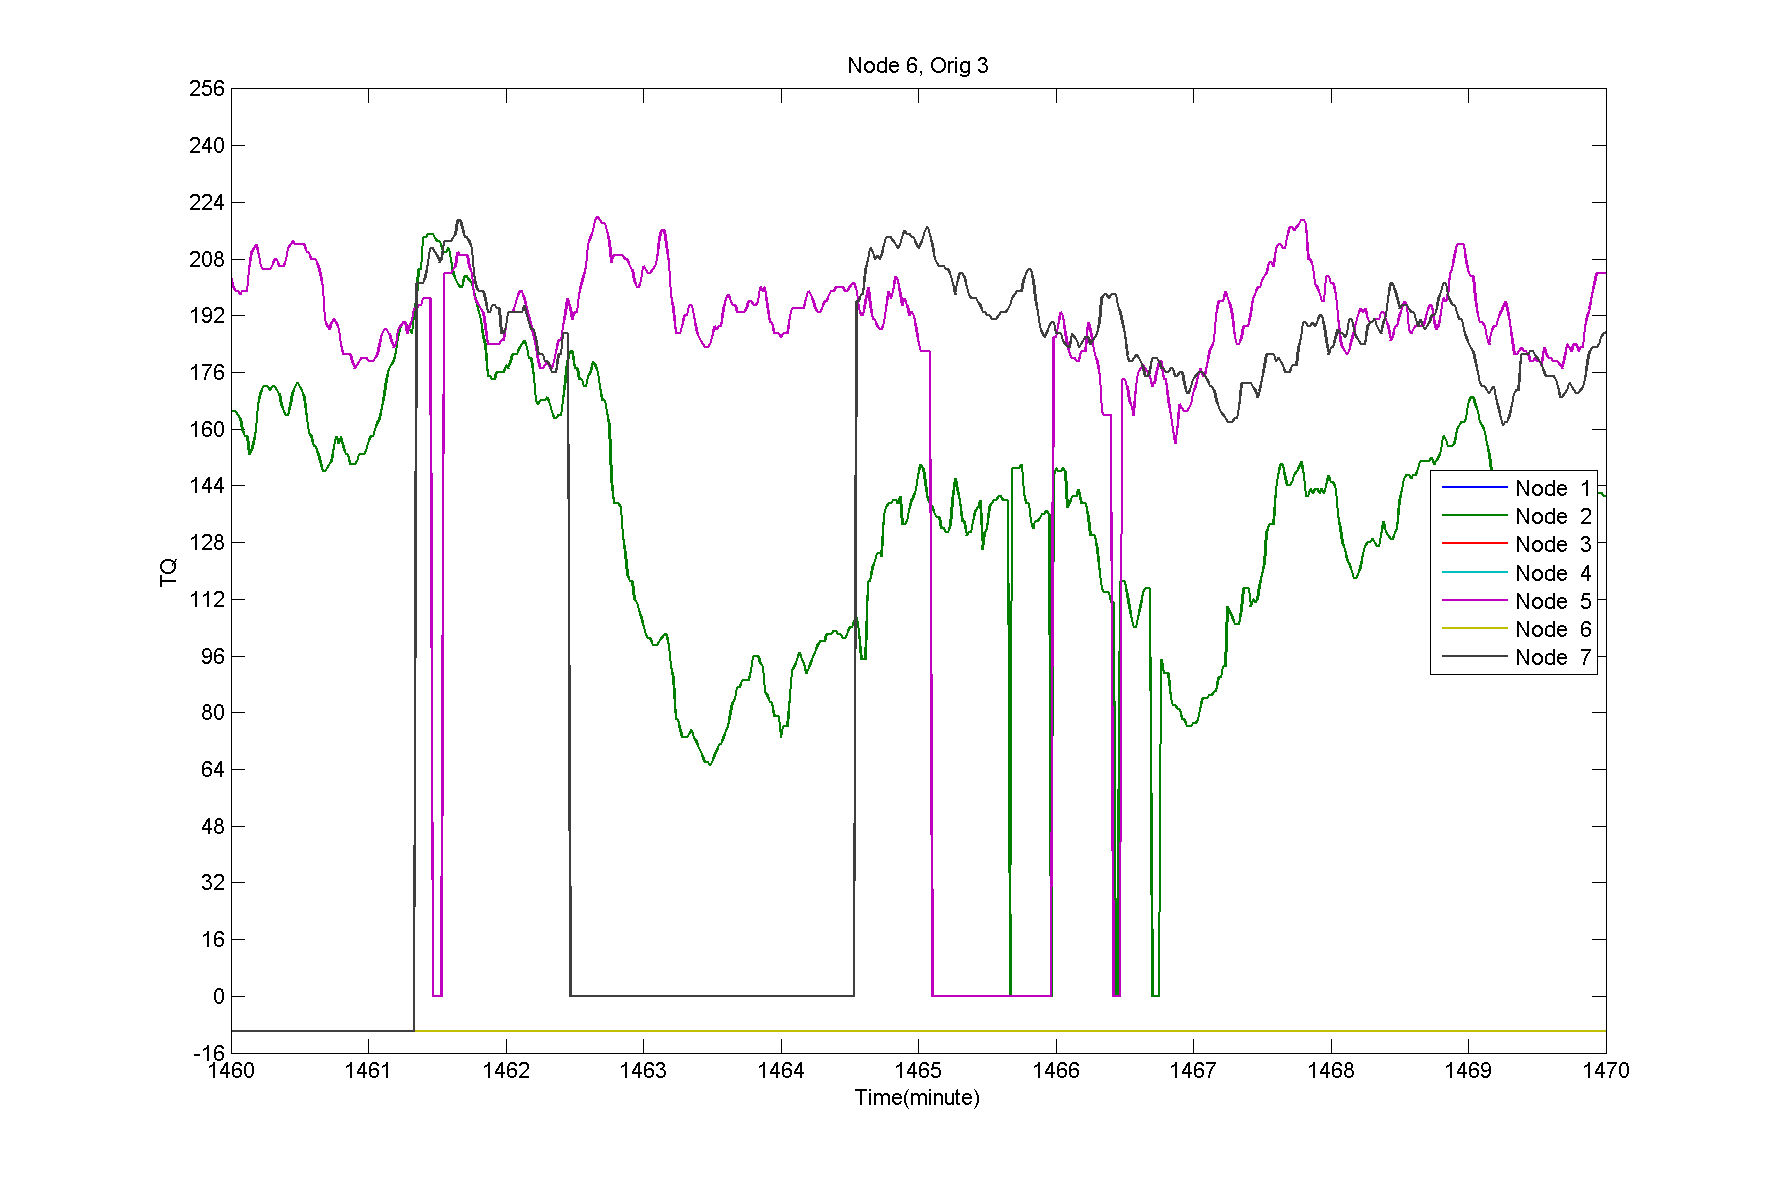 Node 6, Orig 3
256
240
224
208
192
176
160
144
128
112
96
80
64
48
32
16
0
-16
TQ
Node 1
Node 2
Node 3
Node 4
Node 5
Node 6
Node 7
1460 1461 1462 1463 1464 1465 1466 1467 1468 1469 1470
Time(minute)